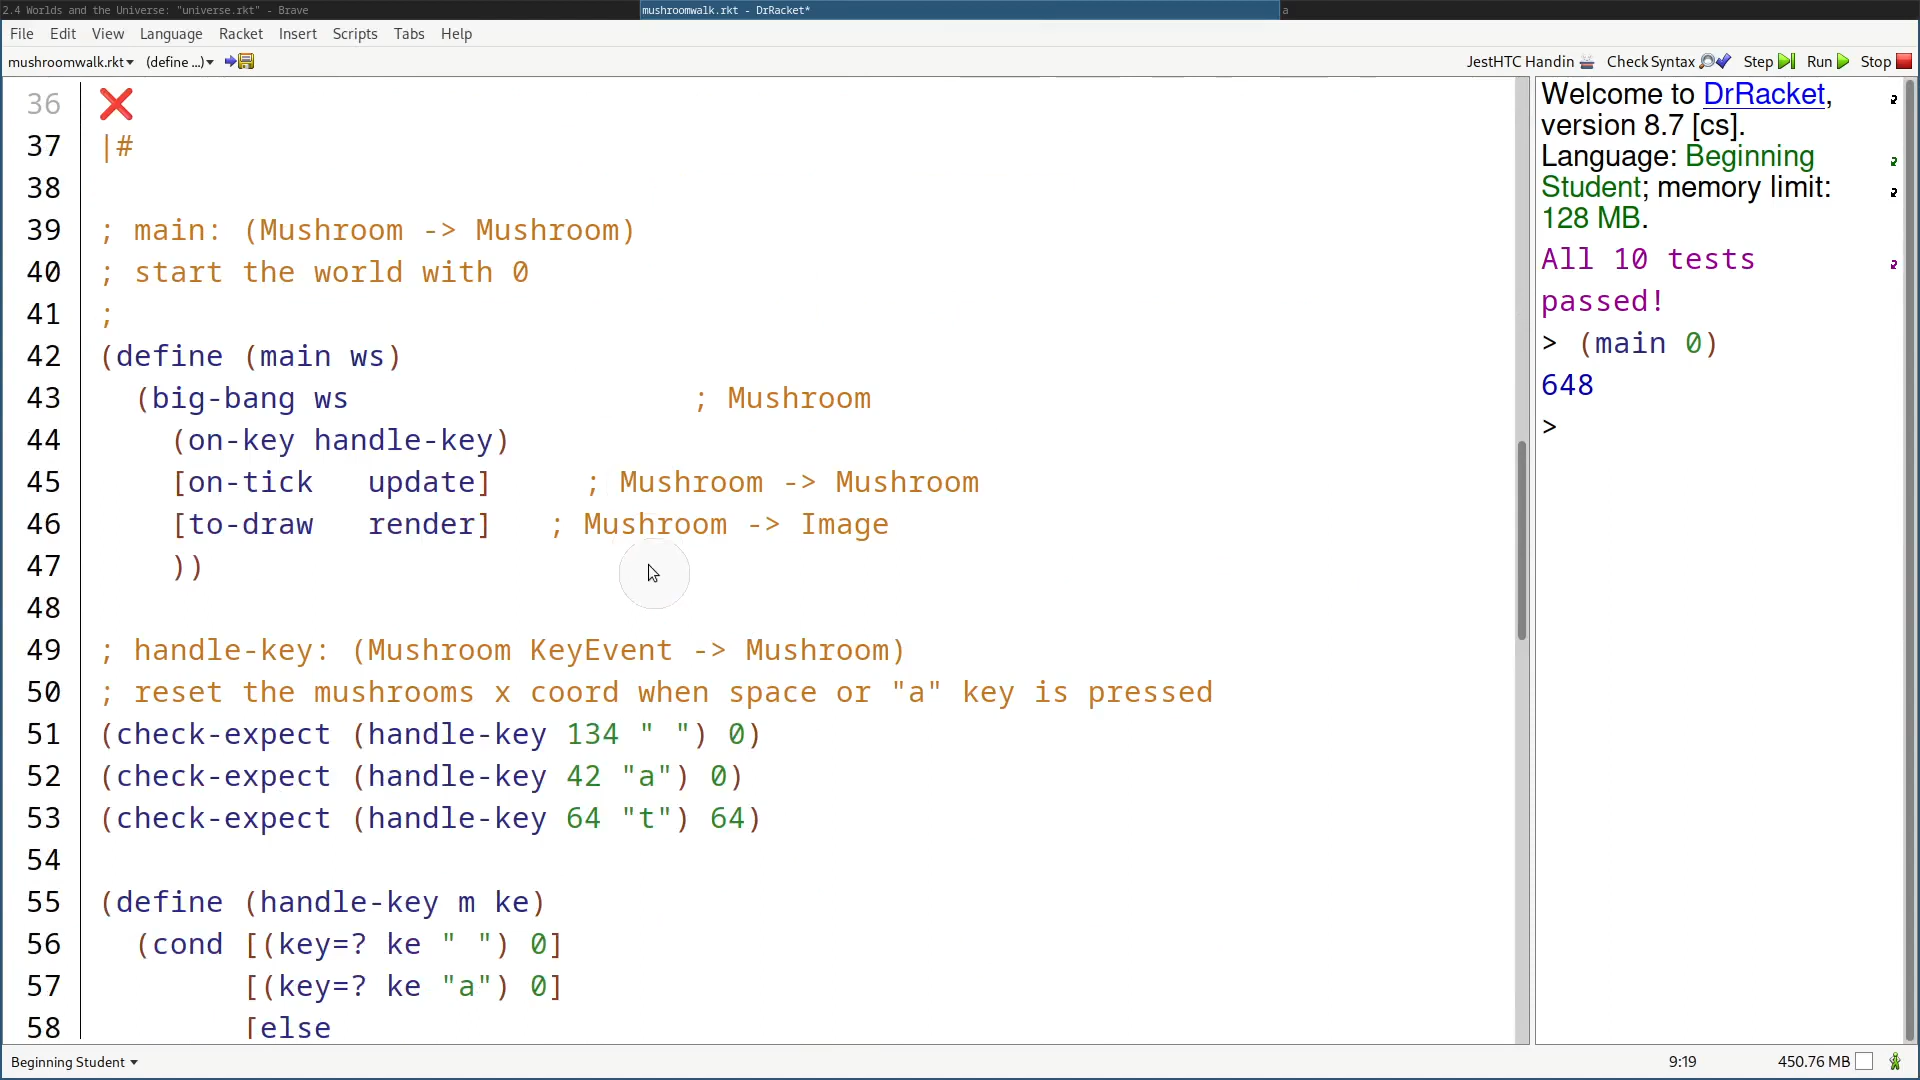 2.4 Worlds and the Universe: "universe.rkt" - Brave
mushroomwalk.rkt - DrRacket*
a
File Edit View Language Racket Insert Scripts Tabs Help
mushroomwalk.rkt (define ...)
JestHTC Handin Check Syntax Step Run Stop
36 ❌
37 |#
38
39 ; main: (Mushroom -> Mushroom)
40 ; start the world with 0
41 ;
42 (define (main ws)
43 (big-bang ws ; Mushroom
44 (on-key handle-key)
45 [on-tick update] ; Mushroom -> Mushroom
46 [to-draw render] ; Mushroom -> Image
47 ))
48
49 ; handle-key: (Mushroom KeyEvent -> Mushroom)
50 ; reset the mushrooms x coord when space or "a" key is pressed
51 (check-expect (handle-key 134 " ") 0)
52 (check-expect (handle-key 42 "a") 0)
53 (check-expect (handle-key 64 "t") 64)
54
55 (define (handle-key m ke)
56 (cond [(key=? ke " ") 0]
57 [(key=? ke "a") 0]
58 [else
Welcome to DrRacket,
version 8.7 [cs].
Language: Beginning
Student; memory limit:
128 MB.
All 10 tests
passed!
> (main 0)
648
>
Beginning Student
9:19
450.76 MB